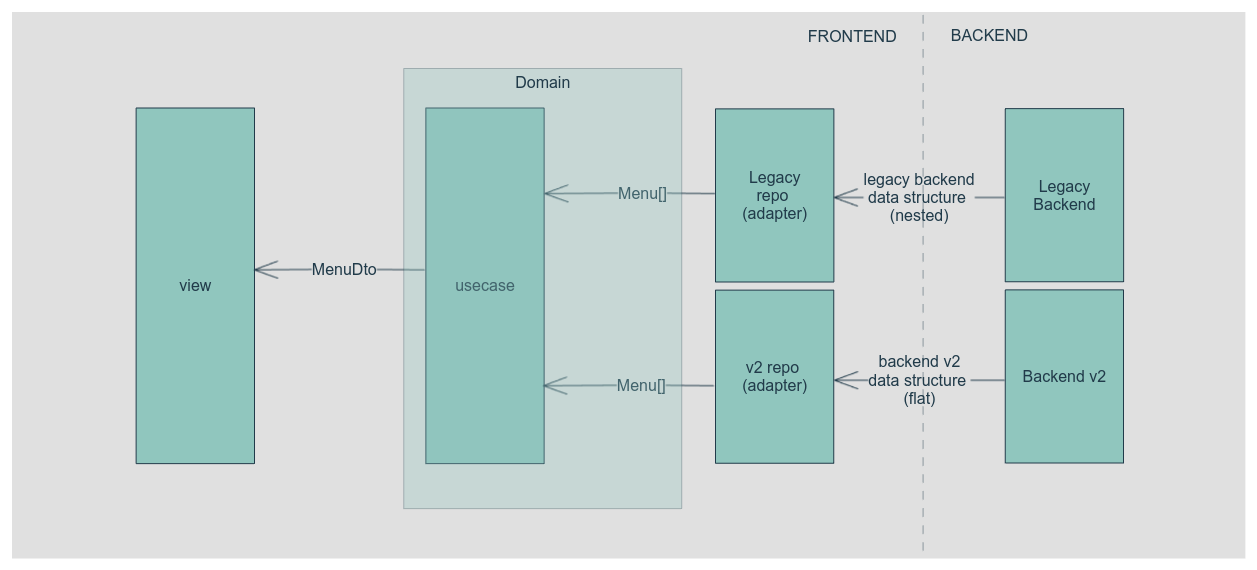 FRONTEND
BACKEND
Domain
view
MenuDto
usecase
Menu[]
Menu[]
Legacy
repo
(adapter)
v2 repo
(adapter)
legacy backend
data structure
(nested)
backend v2
data structure
(flat)
Legacy
Backend
Backend v2